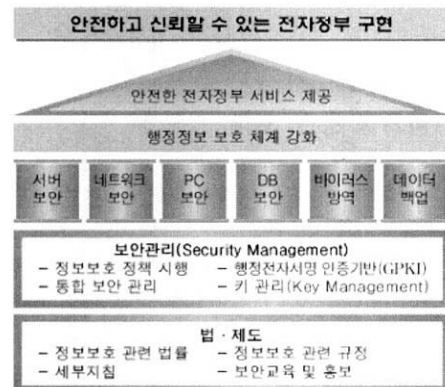 안전하고 신뢰할 수 있는 전자정부 구현
안전한 전자정부 서비스 제공
행정정보 보호 체계 강화
서버 네트워크 PC DB 바이러스 데이터
보안 보안 보안 보안 방역 백업
보안관리(Security Management)
– 정보보호 정책 시행 – 행정전자서명 인증기반(GPKI)
– 통합 보안 관리 – 키 관리(Key Management)
법 · 제도
– 정보보호 관련 법률 – 정보보호 관련 규정
– 세부지침 – 보안교육 및 홍보